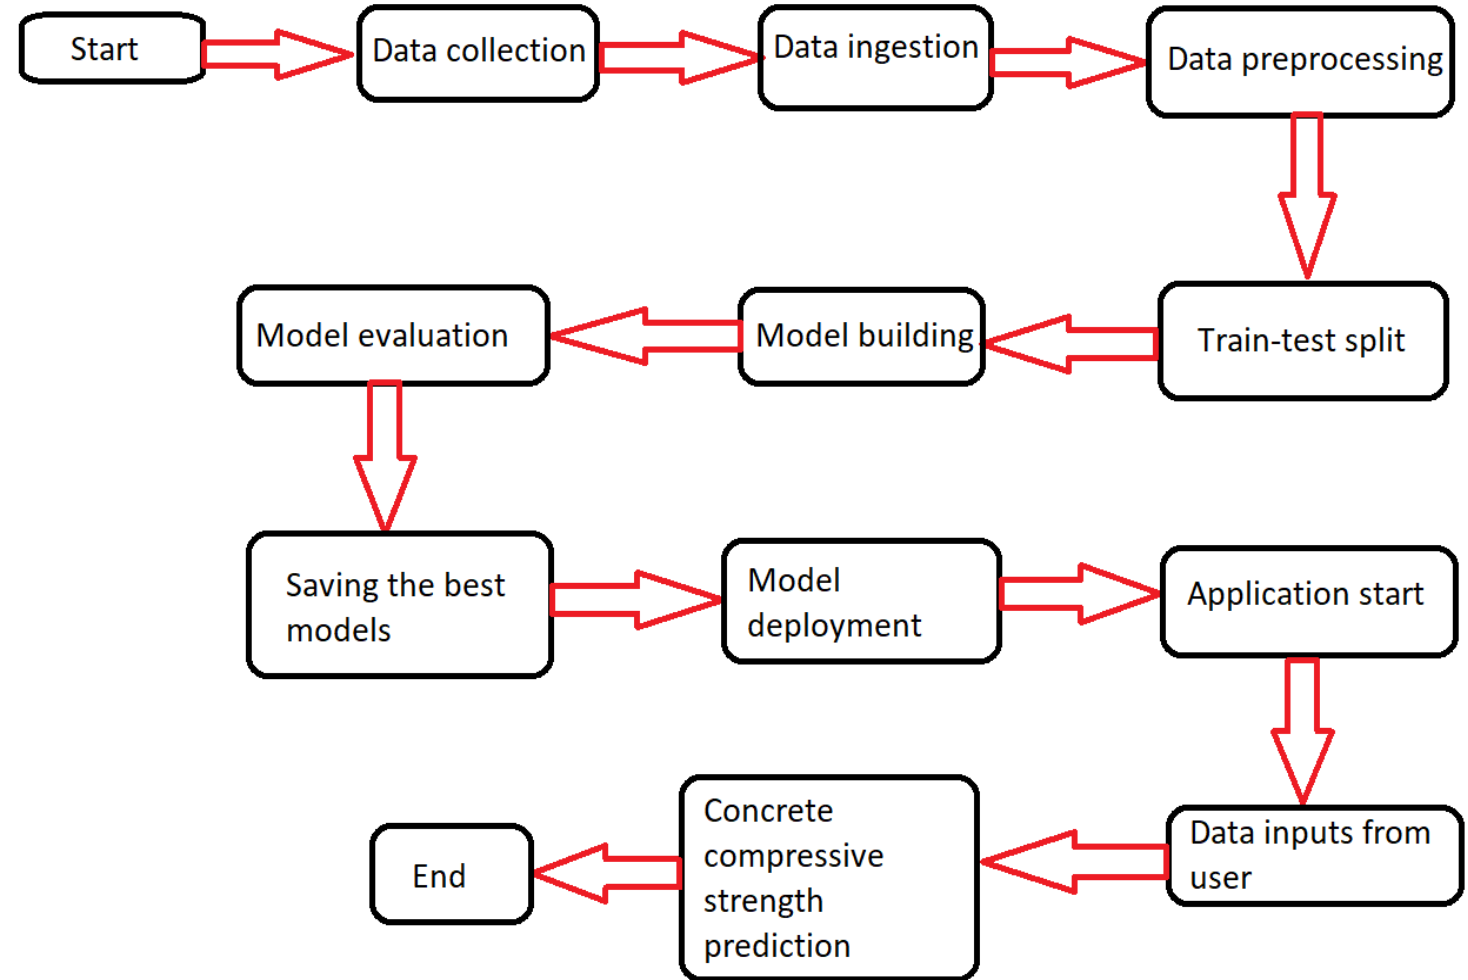 Start
Data collection
Data ingestion
Data preprocessing
Train-test split
Model building
Model evaluation
Saving the best
models
Model
deployment
Application start
Data inputs from
user
Concrete
compressive
strength
prediction
End